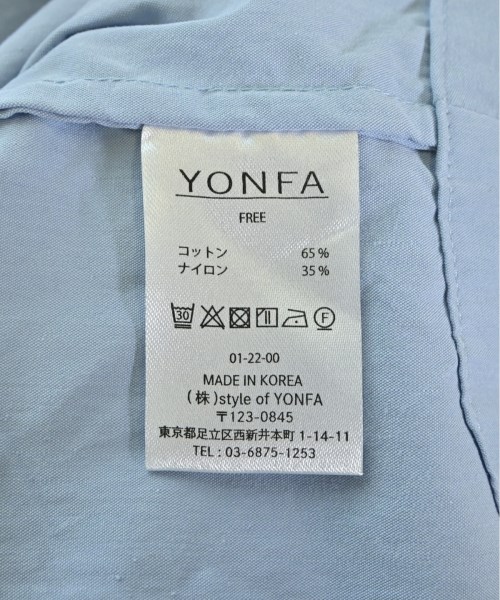 YONFA
FREE
コットン 65%
ナイロン 35%
30 F
01-22-00
MADE IN KOREA
(株)style of YONFA
〒123-0845
東京都足立区西新井本町 1-14-11
TEL : 03-6875-1253